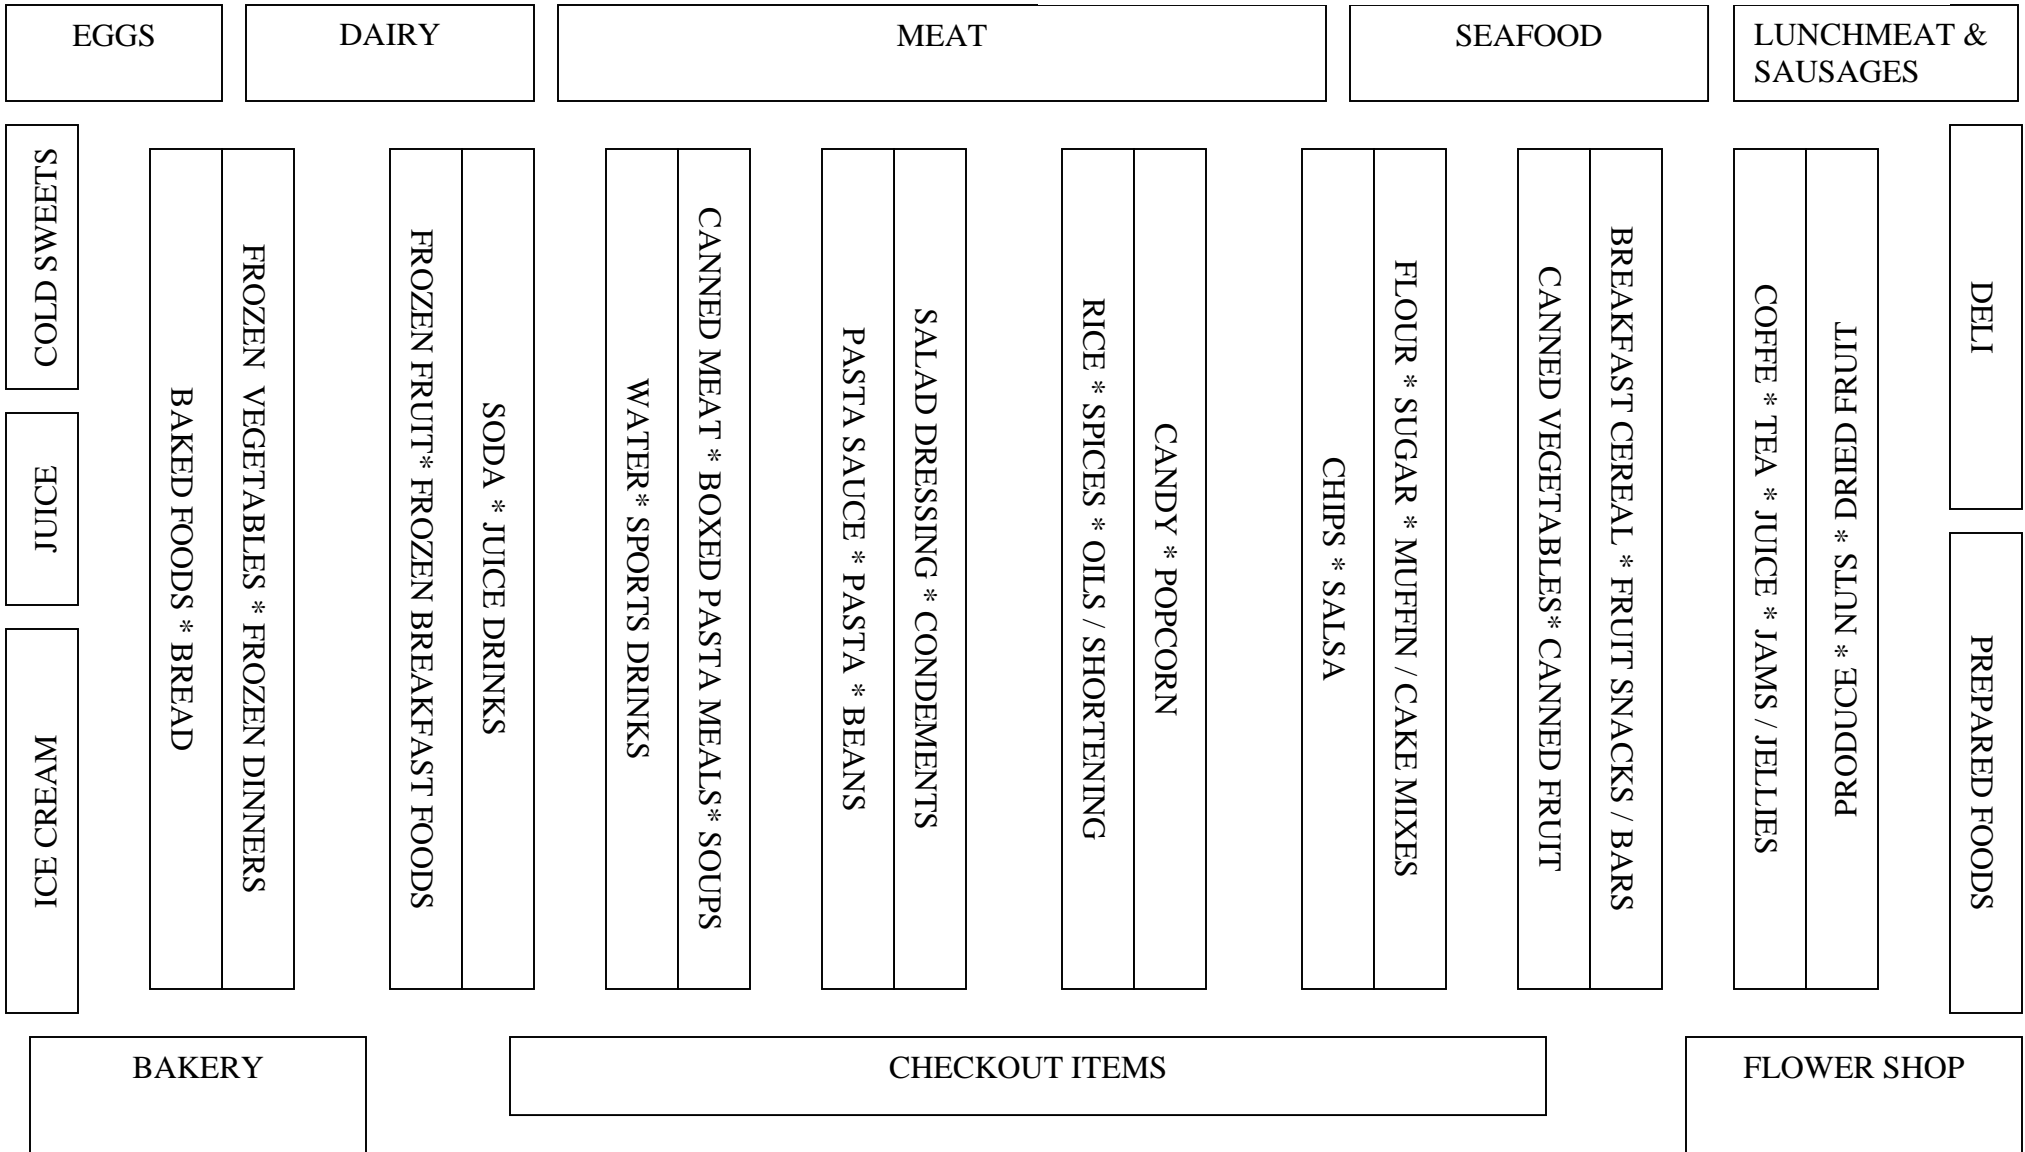 EGGS
DAIRY
MEAT
SEAFOOD
LUNCHMEAT &
SAUSAGES
COLD SWEETS
JUICE
ICE CREAM
BAKED FOODS * BREAD
FROZEN VEGETABLES * FROZEN DINNERS
FROZEN FRUIT* FROZEN BREAKFAST FOODS
SODA * JUICE DRINKS
WATER* SPORTS DRINKS
CANNED MEAT * BOXED PASTA MEALS* SOUPS
PASTA SAUCE * PASTA * BEANS
SALAD DRESSING * CONDEMENTS
RICE * SPICES * OILS / SHORTENING
CANDY * POPCORN
CHIPS * SALSA
FLOUR * SUGAR * MUFFIN / CAKE MIXES
CANNED VEGETABLES* CANNED FRUIT
BREAKFAST CEREAL * FRUIT SNACKS / BARS
COFFE * TEA * JUICE * JAMS / JELLIES
PRODUCE * NUTS * DRIED FRUIT
DELI
PREPARED FOODS
BAKERY
CHECKOUT ITEMS
FLOWER SHOP